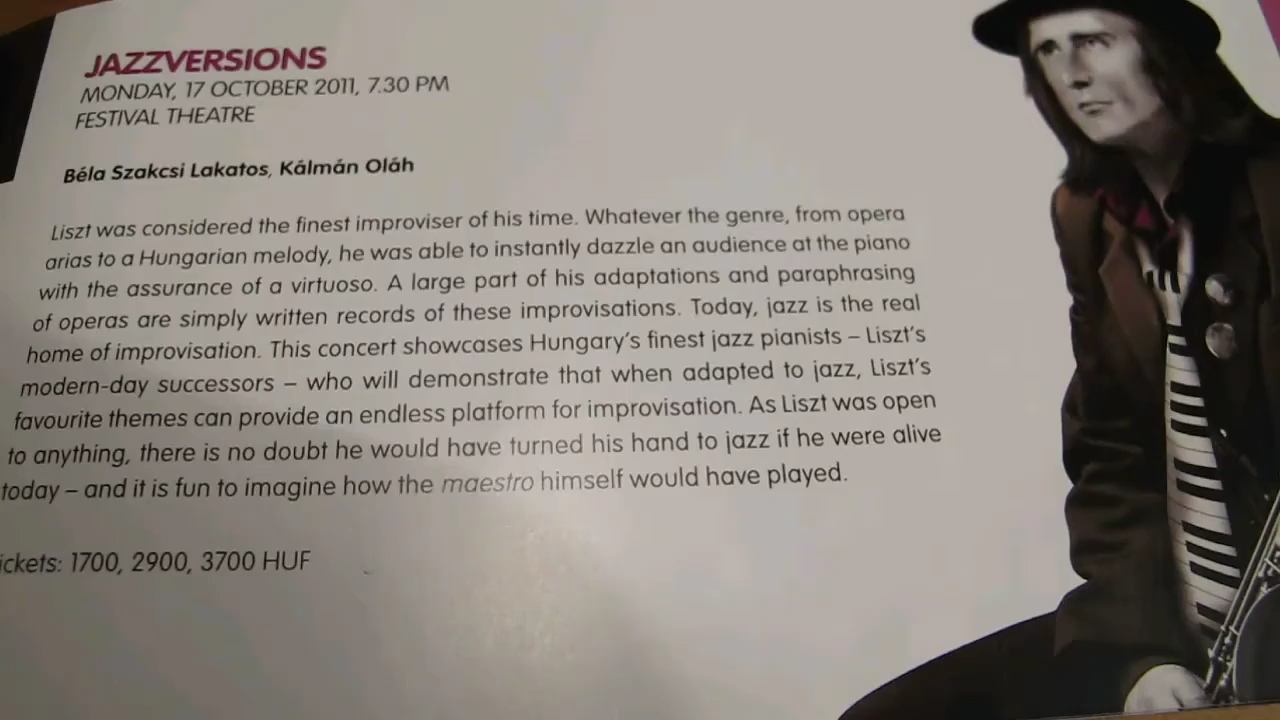 JAZZVERSIONS
MONDAY, 17 OCTOBER 2011, 7.30 PM
FESTIVAL THEATRE
Béla Szakcsi Lakatos, Kálmán Oláh
Liszt was considered the finest improviser of his time. Whatever the genre, from opera
arias to a Hungarian melody, he was able to instantly dazzle an audience at the piano
with the assurance of a virtuoso. A large part of his adaptations and paraphrasing
of operas are simply written records of these improvisations. Today, jazz is the real
home of improvisation. This concert showcases Hungary's finest jazz pianists – Liszt's
modern-day successors – who will demonstrate that when adapted to jazz, Liszt's
favourite themes can provide an endless platform for improvisation. As Liszt was open
to anything, there is no doubt he would have turned his hand to jazz if he were alive
today – and it is fun to imagine how the maestro himself would have played.
ickets: 1700, 2900, 3700 HUF